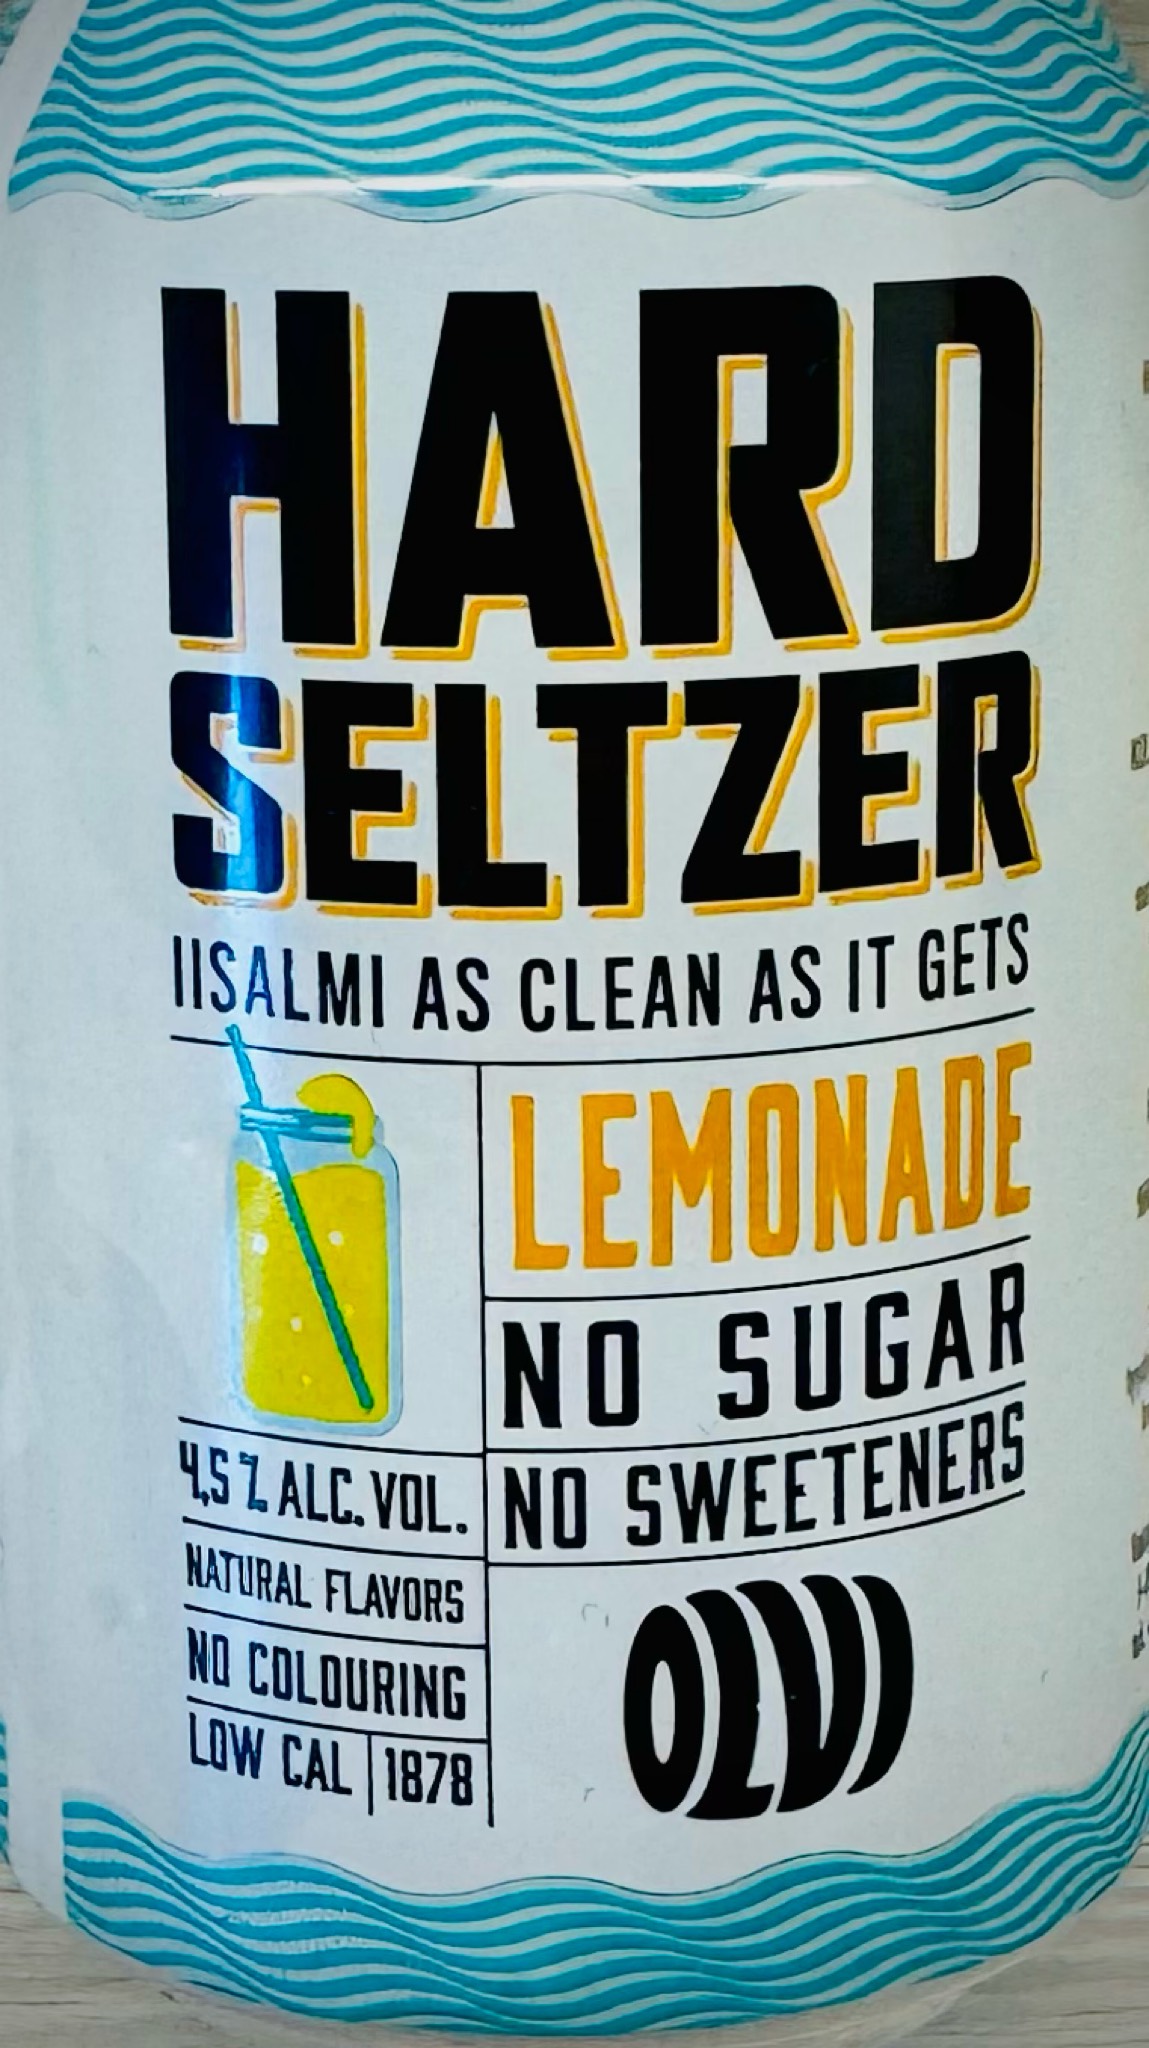 HARD
SELTZER
IISALMI AS CLEAN AS IT GETS
LEMONADE
NO SUGAR
NO SWEETENERS
4,5 % ALC. VOL.
NATURAL FLAVORS
NO COLOURING
LOW CAL 1878
OLVI